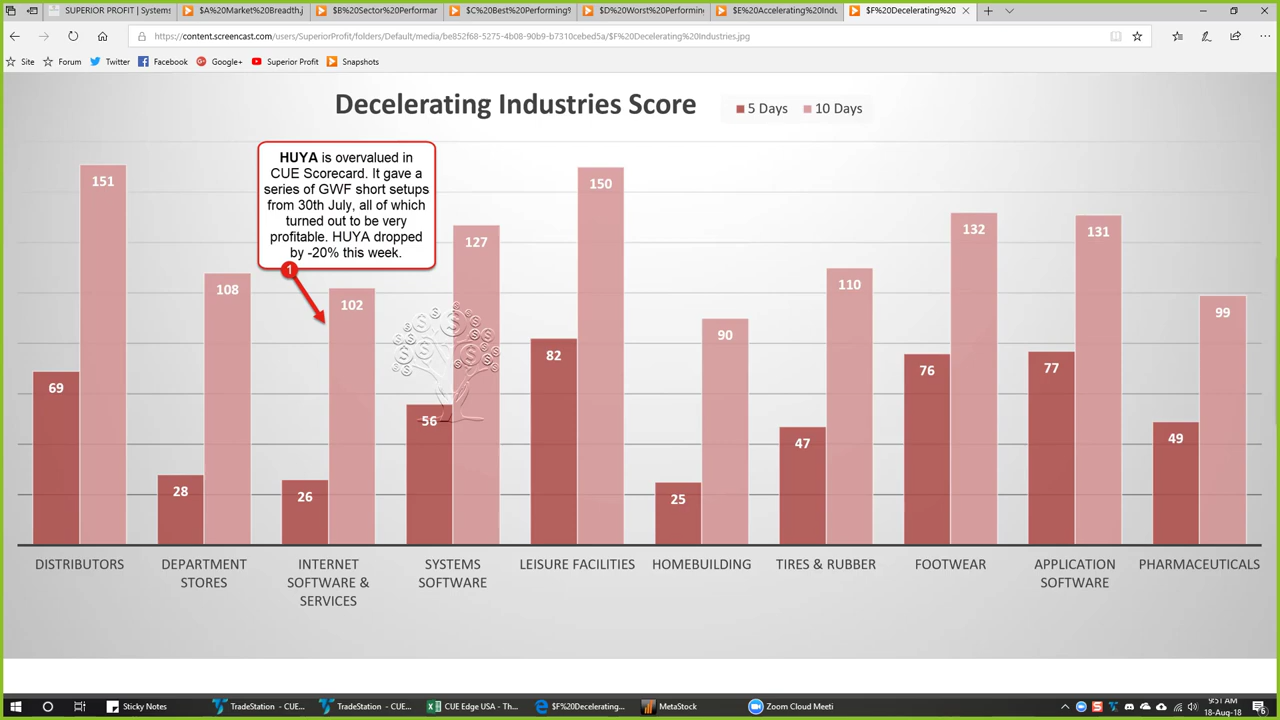 SUPERIOR PROFIT | Systems
$A%20Market%20Breadth.j
$B%20Sector%20Performar
$C%20Best%20Performing%
$D%20Worst%20Performing
$E%20Accelerating%20Indu
$F%20Decelerating%20
https://content.screencast.com/users/SuperiorProfit/folders/Default/media/be852f68-5275-4b08-90b9-b7310cebed5a/$F%20Decelerating%20Industries.jpg
Site
Forum
Twitter
Facebook
Google+
Superior Profit
Snapshots
Decelerating Industries Score
5 Days
10 Days
HUYA is overvalued in
CUE Scorecard. It gave a
series of GWF short setups
from 30th July, all of which
turned out to be very
profitable. HUYA dropped
by -20% this week.
1
69
151
28
108
26
102
56
127
82
150
25
90
47
110
76
132
77
131
49
99
DISTRIBUTORS
DEPARTMENT
STORES
INTERNET
SOFTWARE &
SERVICES
SYSTEMS
SOFTWARE
LEISURE FACILITIES
HOMEBUILDING
TIRES & RUBBER
FOOTWEAR
APPLICATION
SOFTWARE
PHARMACEUTICALS
Sticky Notes
TradeStation - CUE...
TradeStation - CUE...
CUE Edge USA - Th...
$F%20Decelerating...
MetaStock
Zoom Cloud Meeti
9:51 AM
18-Aug-18
6